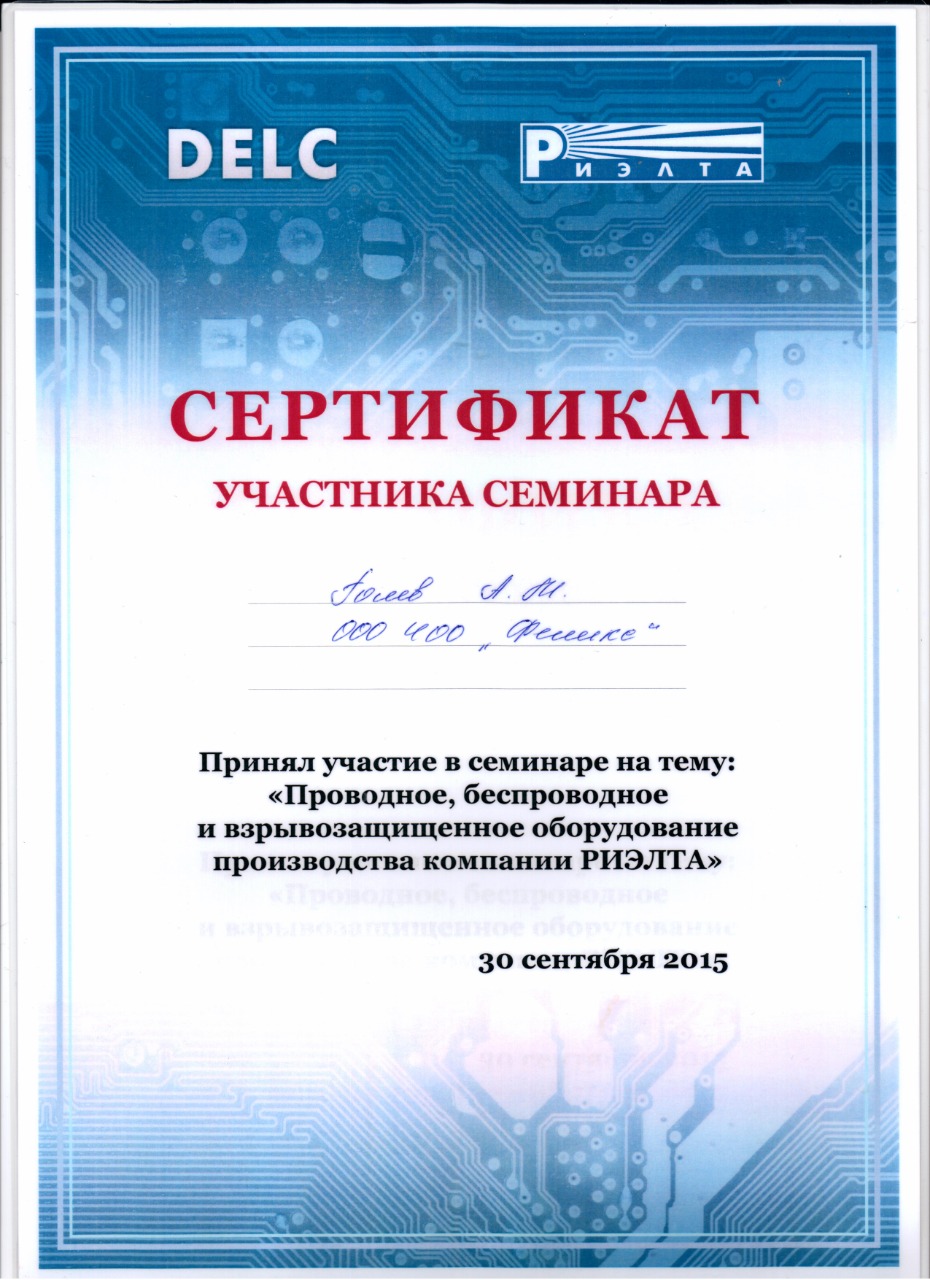 DELC
РИЭЛТА
СЕРТИФИКАТ
УЧАСТНИКА СЕМИНАРА
А.
ООО ЧОО „Феникс“
Принял участие в семинаре на тему:
«Проводное, беспроводное
и взрывозащищенное оборудование
производства компании РИЭЛТА»
30 сентября 2015